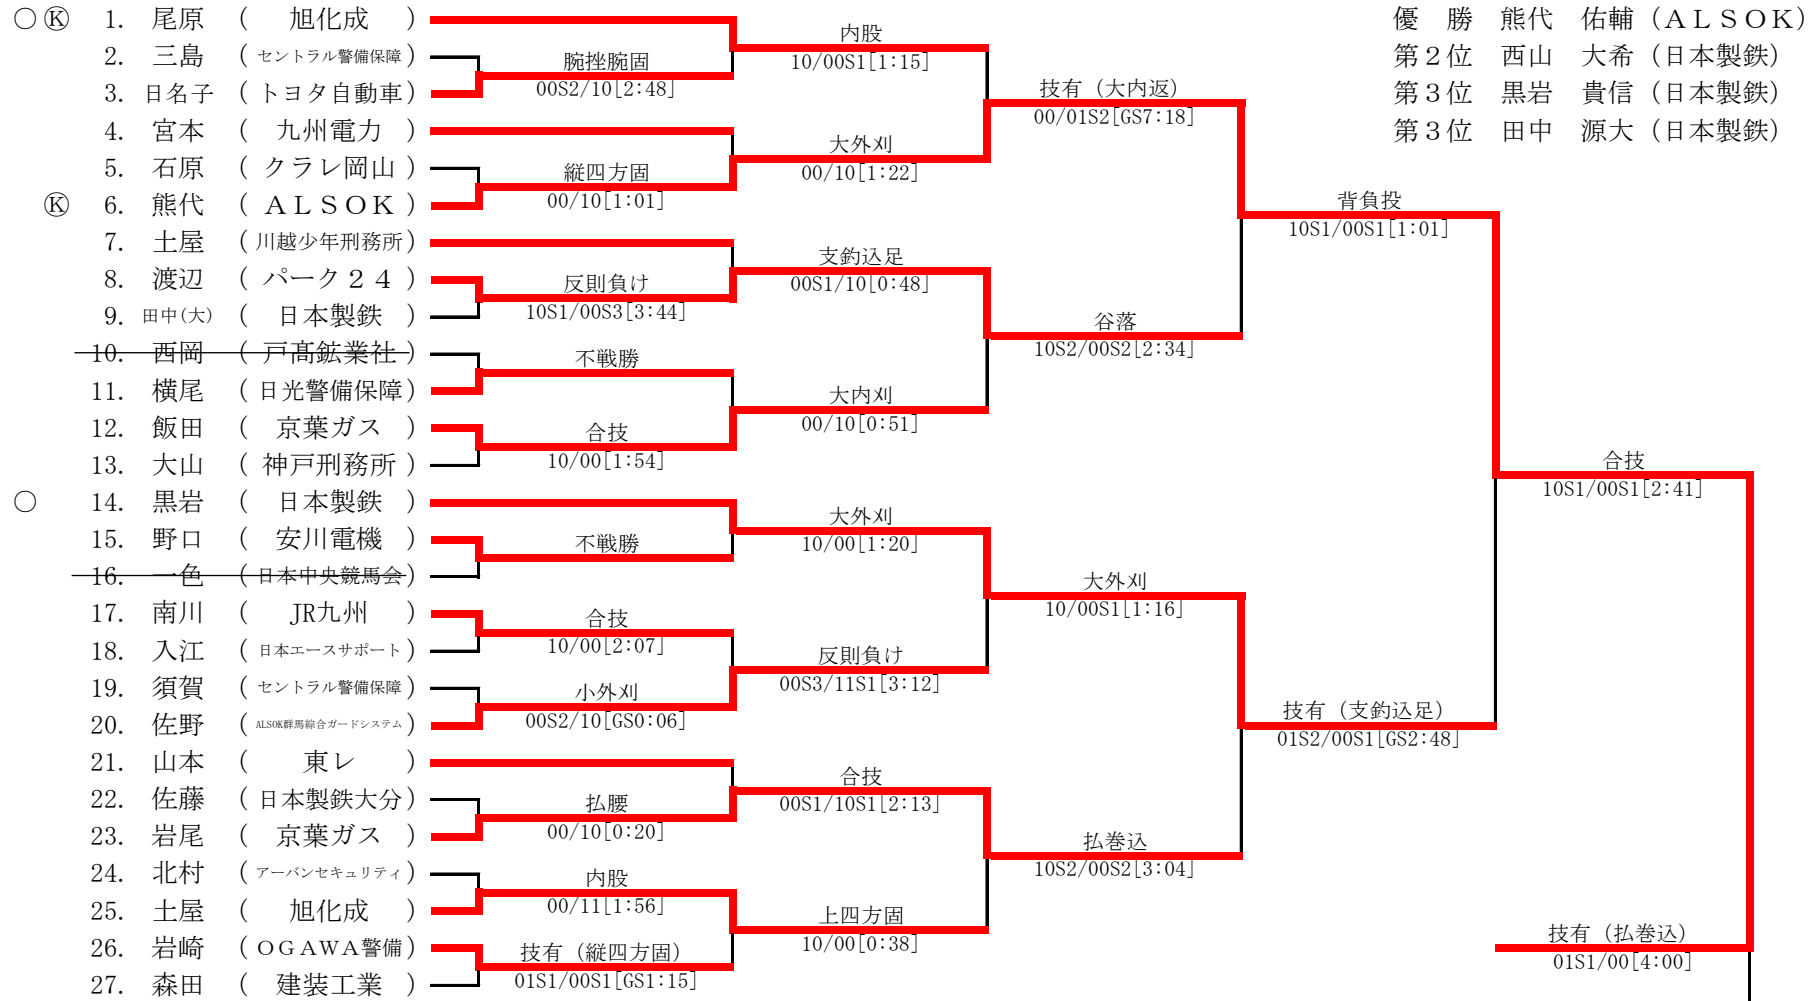 ○ Ⓚ 1. 尾原 ( 旭化成 )
2. 三島 ( セントラル警備保障 )
3. 日名子 ( トヨタ自動車 )
4. 宮本 ( 九州電力 )
5. 石原 ( クラレ岡山 )
Ⓚ 6. 熊代 ( ＡＬＳＯＫ )
7. 土屋 ( 川越少年刑務所 )
8. 渡辺 ( パーク２４ )
9. 田中(大) ( 日本製鉄 )
10. 西岡 ( 戸髙鉱業社 )
11. 横尾 ( 日光警備保障 )
12. 飯田 ( 京葉ガス )
13. 大山 ( 神戸刑務所 )
○ 14. 黒岩 ( 日本製鉄 )
15. 野口 ( 安川電機 )
16. 一色 ( 日本中央競馬会 )
17. 南川 ( JR九州 )
18. 入江 ( 日本エースサポート )
19. 須賀 ( セントラル警備保障 )
20. 佐野 ( ALSOK群馬綜合ガードシステム )
21. 山本 ( 東レ )
22. 佐藤 ( 日本製鉄大分 )
23. 岩尾 ( 京葉ガス )
24. 北村 ( アーバンセキュリティ )
25. 土屋 ( 旭化成 )
26. 岩崎 ( ＯＧＡＷＡ警備 )
27. 森田 ( 建装工業 )
腕挫腕固
00S2/10[2:48]
縦四方固
00/10[1:01]
反則負け
10S1/00S3[3:44]
不戦勝
合技
10/00[1:54]
不戦勝
合技
10/00[2:07]
小外刈
00S2/10[GS0:06]
払腰
00/10[0:20]
内股
00/11[1:56]
技有（縦四方固）
01S1/00S1[GS1:15]
内股
10/00S1[1:15]
大外刈
00/10[1:22]
支釣込足
00S1/10[0:48]
大内刈
00/10[0:51]
大外刈
10/00[1:20]
反則負け
00S3/11S1[3:12]
合技
00S1/10S1[2:13]
上四方固
10/00[0:38]
技有（大内返）
00/01S2[GS7:18]
谷落
10S2/00S2[2:34]
大外刈
10/00S1[1:16]
払巻込
10S2/00S2[3:04]
背負投
10S1/00S1[1:01]
技有（支釣込足）
01S2/00S1[GS2:48]
合技
10S1/00S1[2:41]
技有（払巻込）
01S1/00[4:00]
優　勝　熊代　佑輔（ＡＬＳＯＫ）
第２位　西山　大希（日本製鉄）
第３位　黒岩　貴信（日本製鉄）
第３位　田中　源大（日本製鉄）